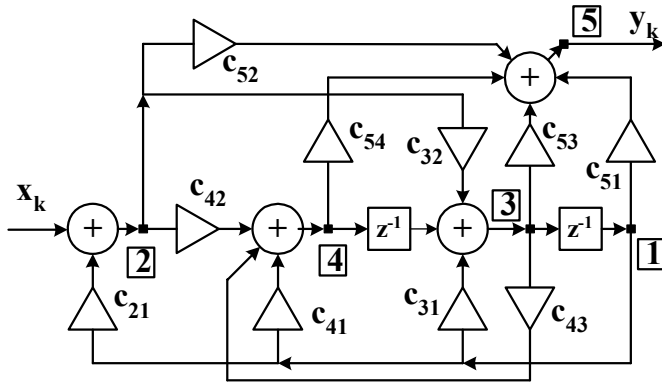 5
y_k
c_52
c_54
c_32
c_53
c_51
x_k
c_42
3
+
+
+
+
z^-1
z^-1
2
4
1
c_21
c_41
c_31
c_43